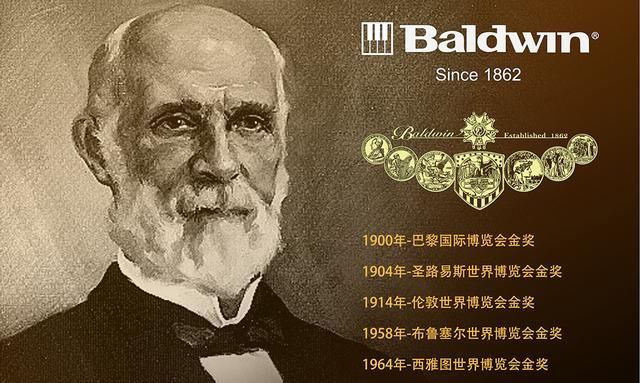 Baldwin®
Since 1862
Baldwin Established 1862
1900年-巴黎国际博览会金奖
1904年-圣路易斯世界博览会金奖
1914年-伦敦世界博览会金奖
1958年-布鲁塞尔世界博览会金奖
1964年-西雅图世界博览会金奖